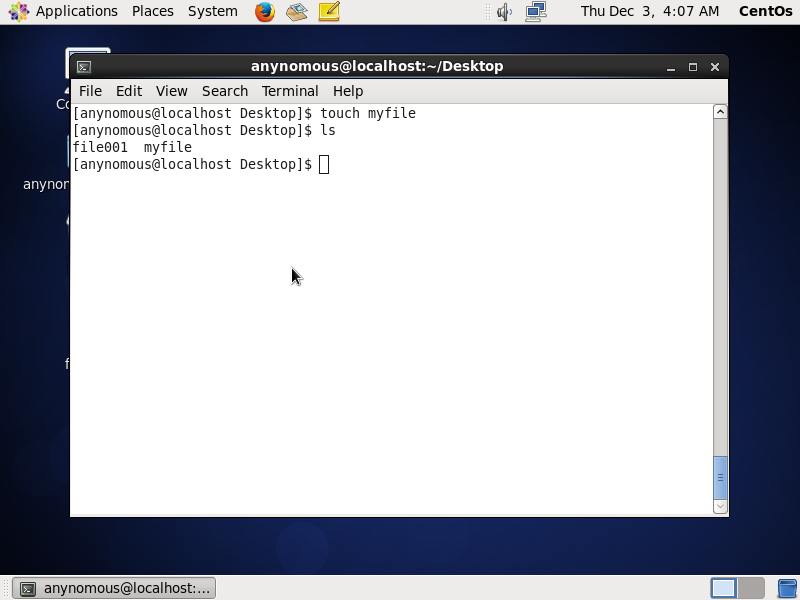 Applications Places System Thu Dec 3, 4:07 AM CentOs
anynomous@localhost:~/Desktop
File Edit View Search Terminal Help
[anynomous@localhost Desktop]$ touch myfile
[anynomous@localhost Desktop]$ ls
file001  myfile
[anynomous@localhost Desktop]$
Co
anynom
f
anynomous@localhost:...